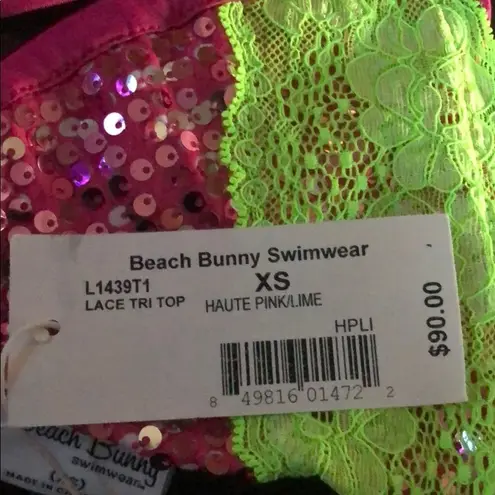 Beach Bunny Swimwear
L1439T1 XS
LACE TRI TOP HAUTE PINK/LIME
HPLI
$90.00
8 49816 01472 2
Beach Bunny
swimwear
(XS)
MADE IN